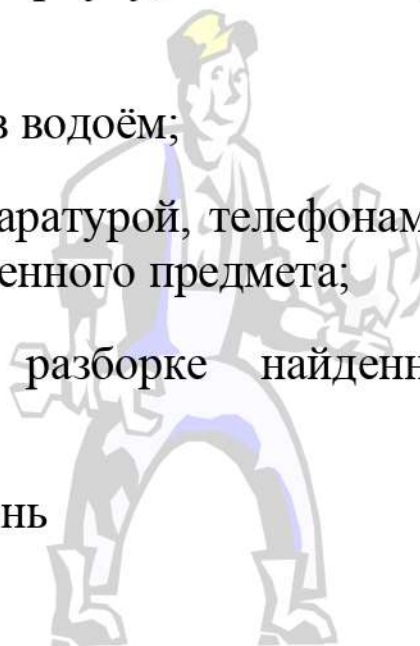 в водоём;
аратурой, телефонам
енного предмета;
разборке найденн
нь